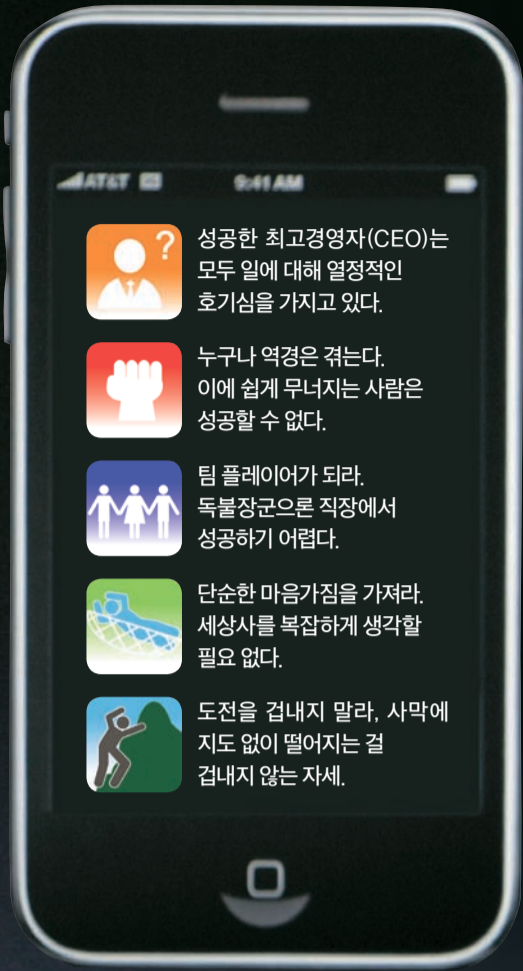 AT&T 9:41 AM
?
성공한 최고경영자(CEO)는
모두 일에 대해 열정적인
호기심을 가지고 있다.
누구나 역경은 겪는다.
이에 쉽게 무너지는 사람은
성공할 수 없다.
팀 플레이어가 되라.
독불장군으론 직장에서
성공하기 어렵다.
단순한 마음가짐을 가져라.
세상사를 복잡하게 생각할
필요 없다.
도전을 겁내지 말라, 사막에
지도 없이 떨어지는 걸
겁내지 않는 자세.